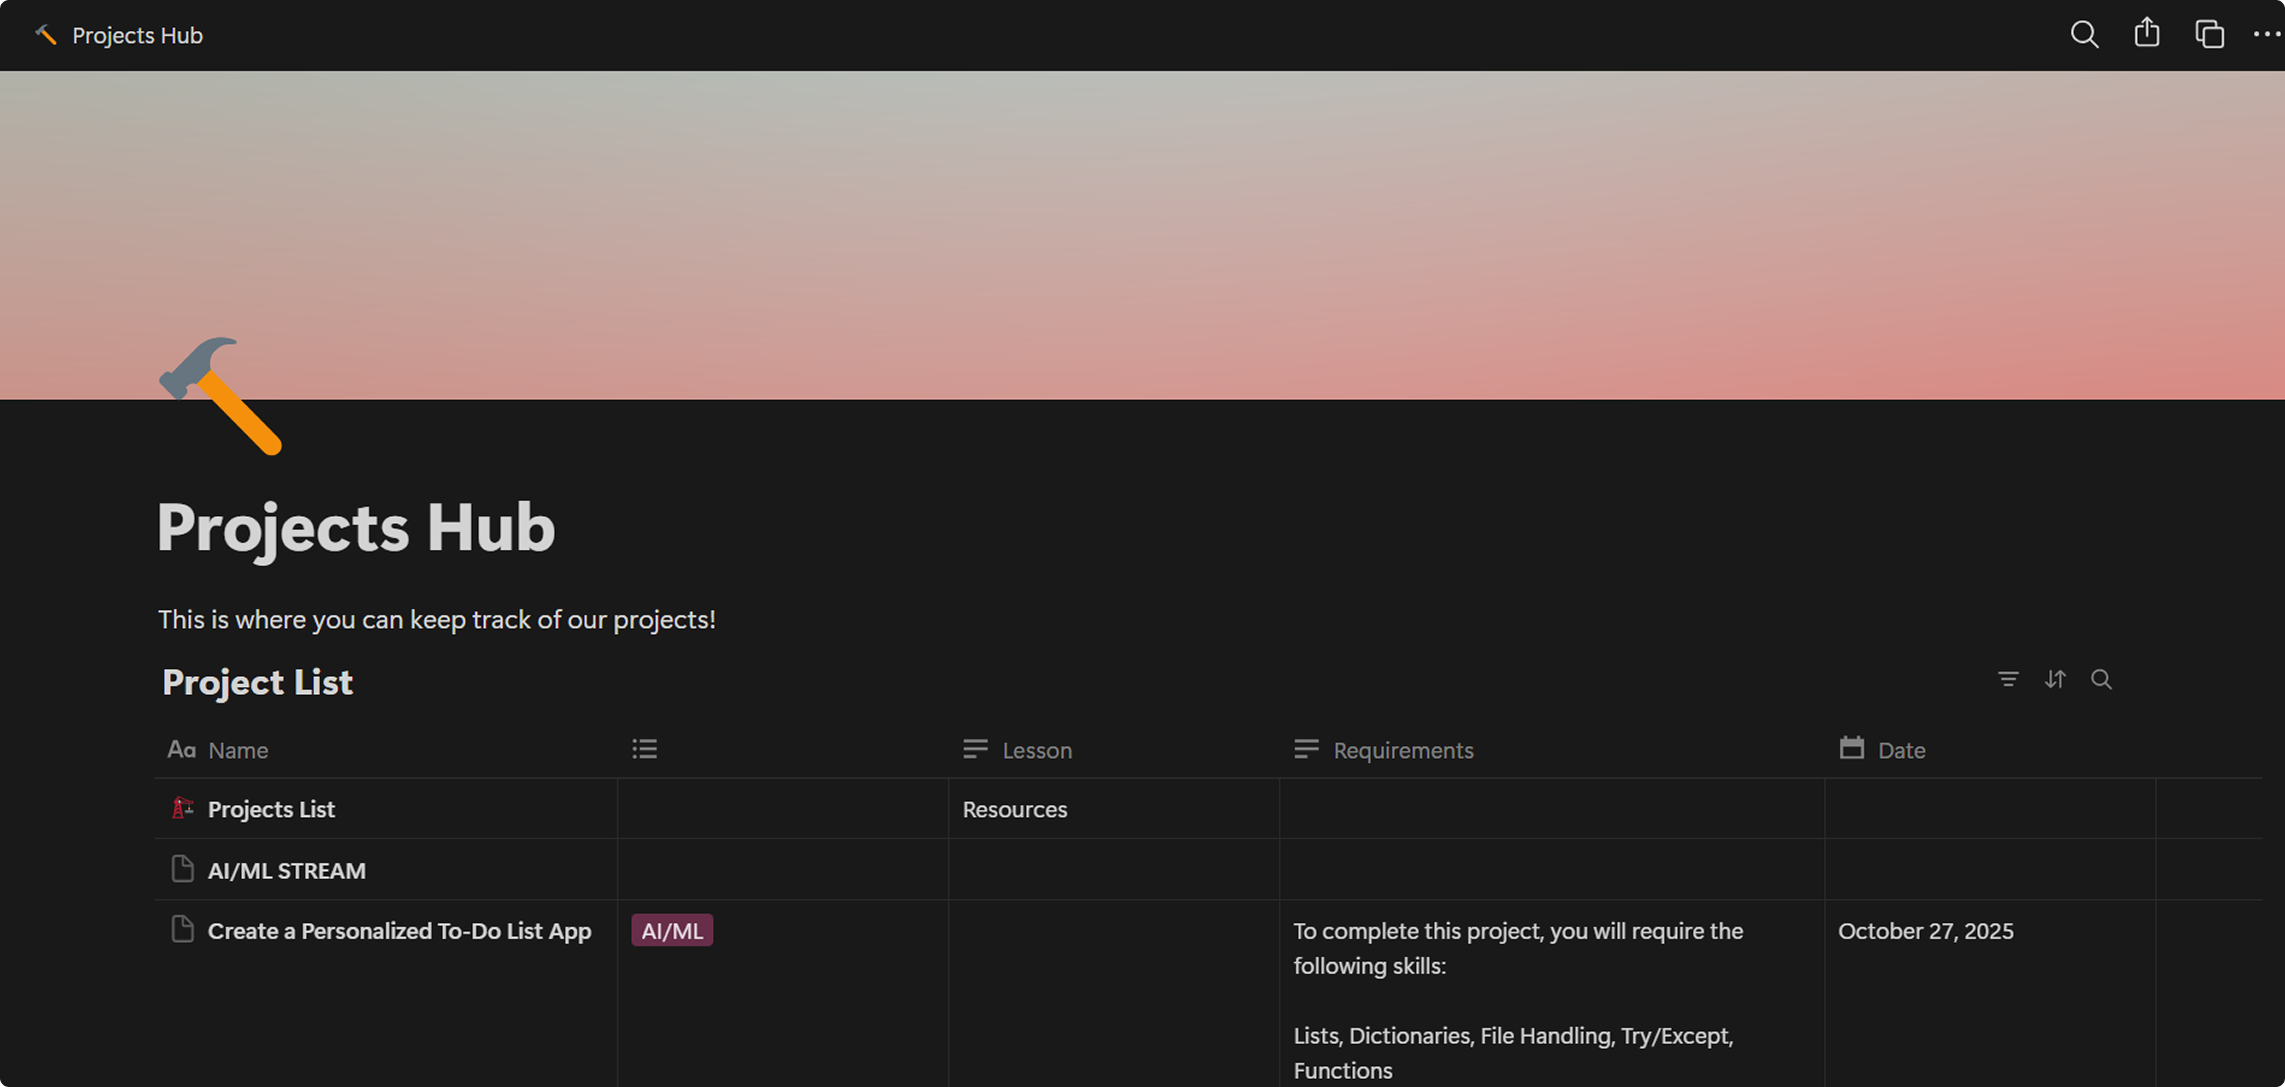 Projects Hub
Projects Hub
This is where you can keep track of our projects!
Project List
Aa Name
Lesson
Requirements
Date
Projects List
Resources
AI/ML STREAM
Create a Personalized To-Do List App
AI/ML
To complete this project, you will require the
following skills:
Lists, Dictionaries, File Handling, Try/Except,
Functions
October 27, 2025